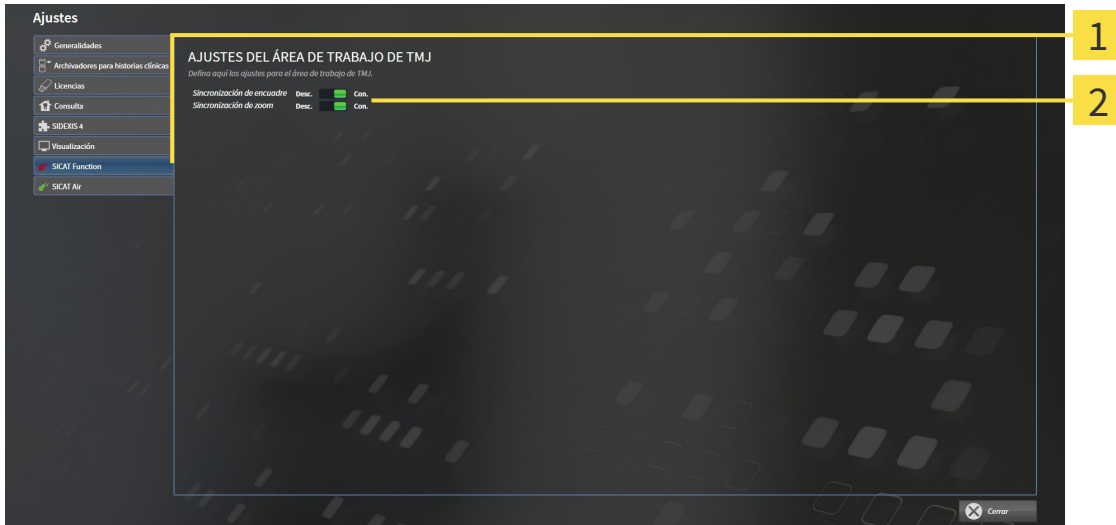 Ajustes
Generalidades
Archivadores para historias clínicas
Licencias
Consulta
SIDEXIS 4
Visualización
SICAT Function
SICAT Air
AJUSTES DEL ÁREA DE TRABAJO DE TMJ
Defina aquí los ajustes para el área de trabajo de TMJ.
Sincronización de encuadre Desc. Con.
Sincronización de zoom Desc. Con.
1
2
Cerrar